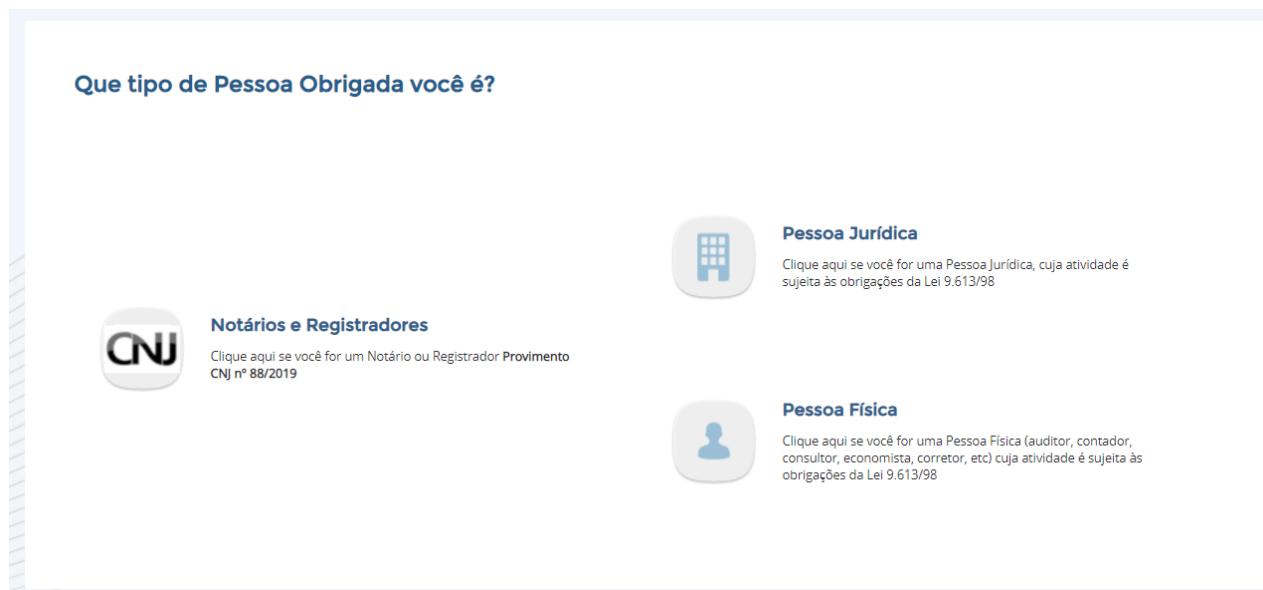 Que tipo de Pessoa Obrigada você é?
CNJ
Notários e Registradores
Clique aqui se você for um Notário ou Registrador Provimento
CNJ nº 88/2019
Pessoa Jurídica
Clique aqui se você for uma Pessoa Jurídica, cuja atividade é
sujeita às obrigações da Lei 9.613/98
Pessoa Física
Clique aqui se você for uma Pessoa Física (auditor, contador,
consultor, economista, corretor, etc) cuja atividade é sujeita às
obrigações da Lei 9.613/98